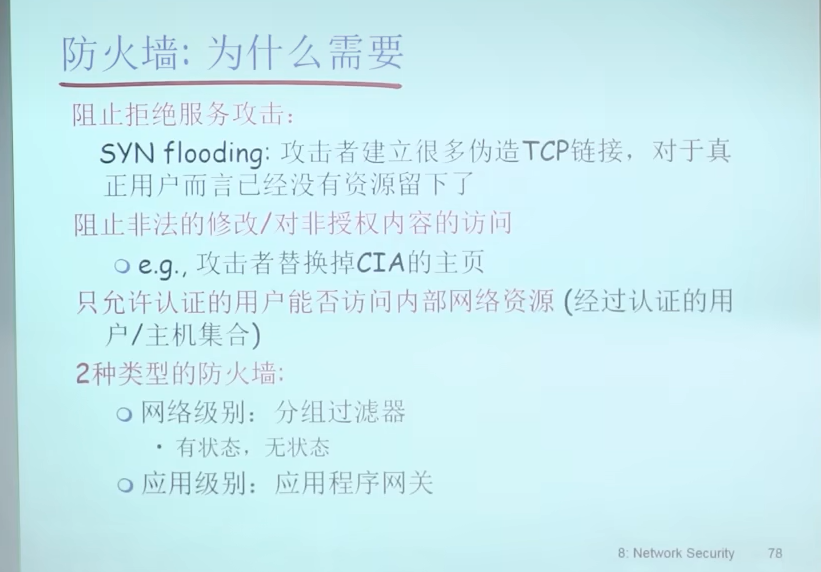 防火墙: 为什么需要
阻止拒绝服务攻击:
SYN flooding: 攻击者建立很多伪造TCP链接，对于真
正用户而言已经没有资源留下了
阻止非法的修改/对非授权内容的访问
e.g., 攻击者替换掉CIA的主页
只允许认证的用户能否访问内部网络资源 (经过认证的用
户/主机集合)
2种类型的防火墙:
网络级别：分组过滤器
• 有状态，无状态
应用级别：应用程序网关
8: Network Security 78